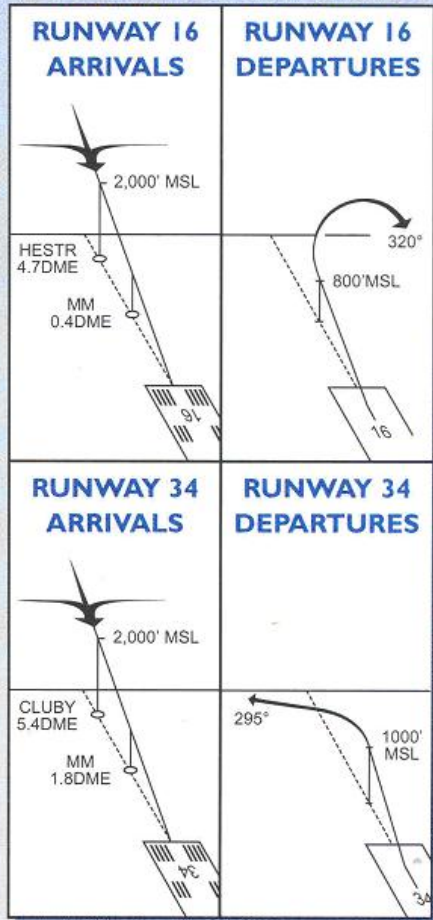 RUNWAY 16
ARRIVALS
2,000' MSL
HESTR
4.7DME
MM
0.4DME
16
RUNWAY 16
DEPARTURES
320°
800'MSL
16
RUNWAY 34
ARRIVALS
2,000' MSL
CLUBY
5.4DME
MM
1.8DME
34
RUNWAY 34
DEPARTURES
295°
1000'
MSL
34